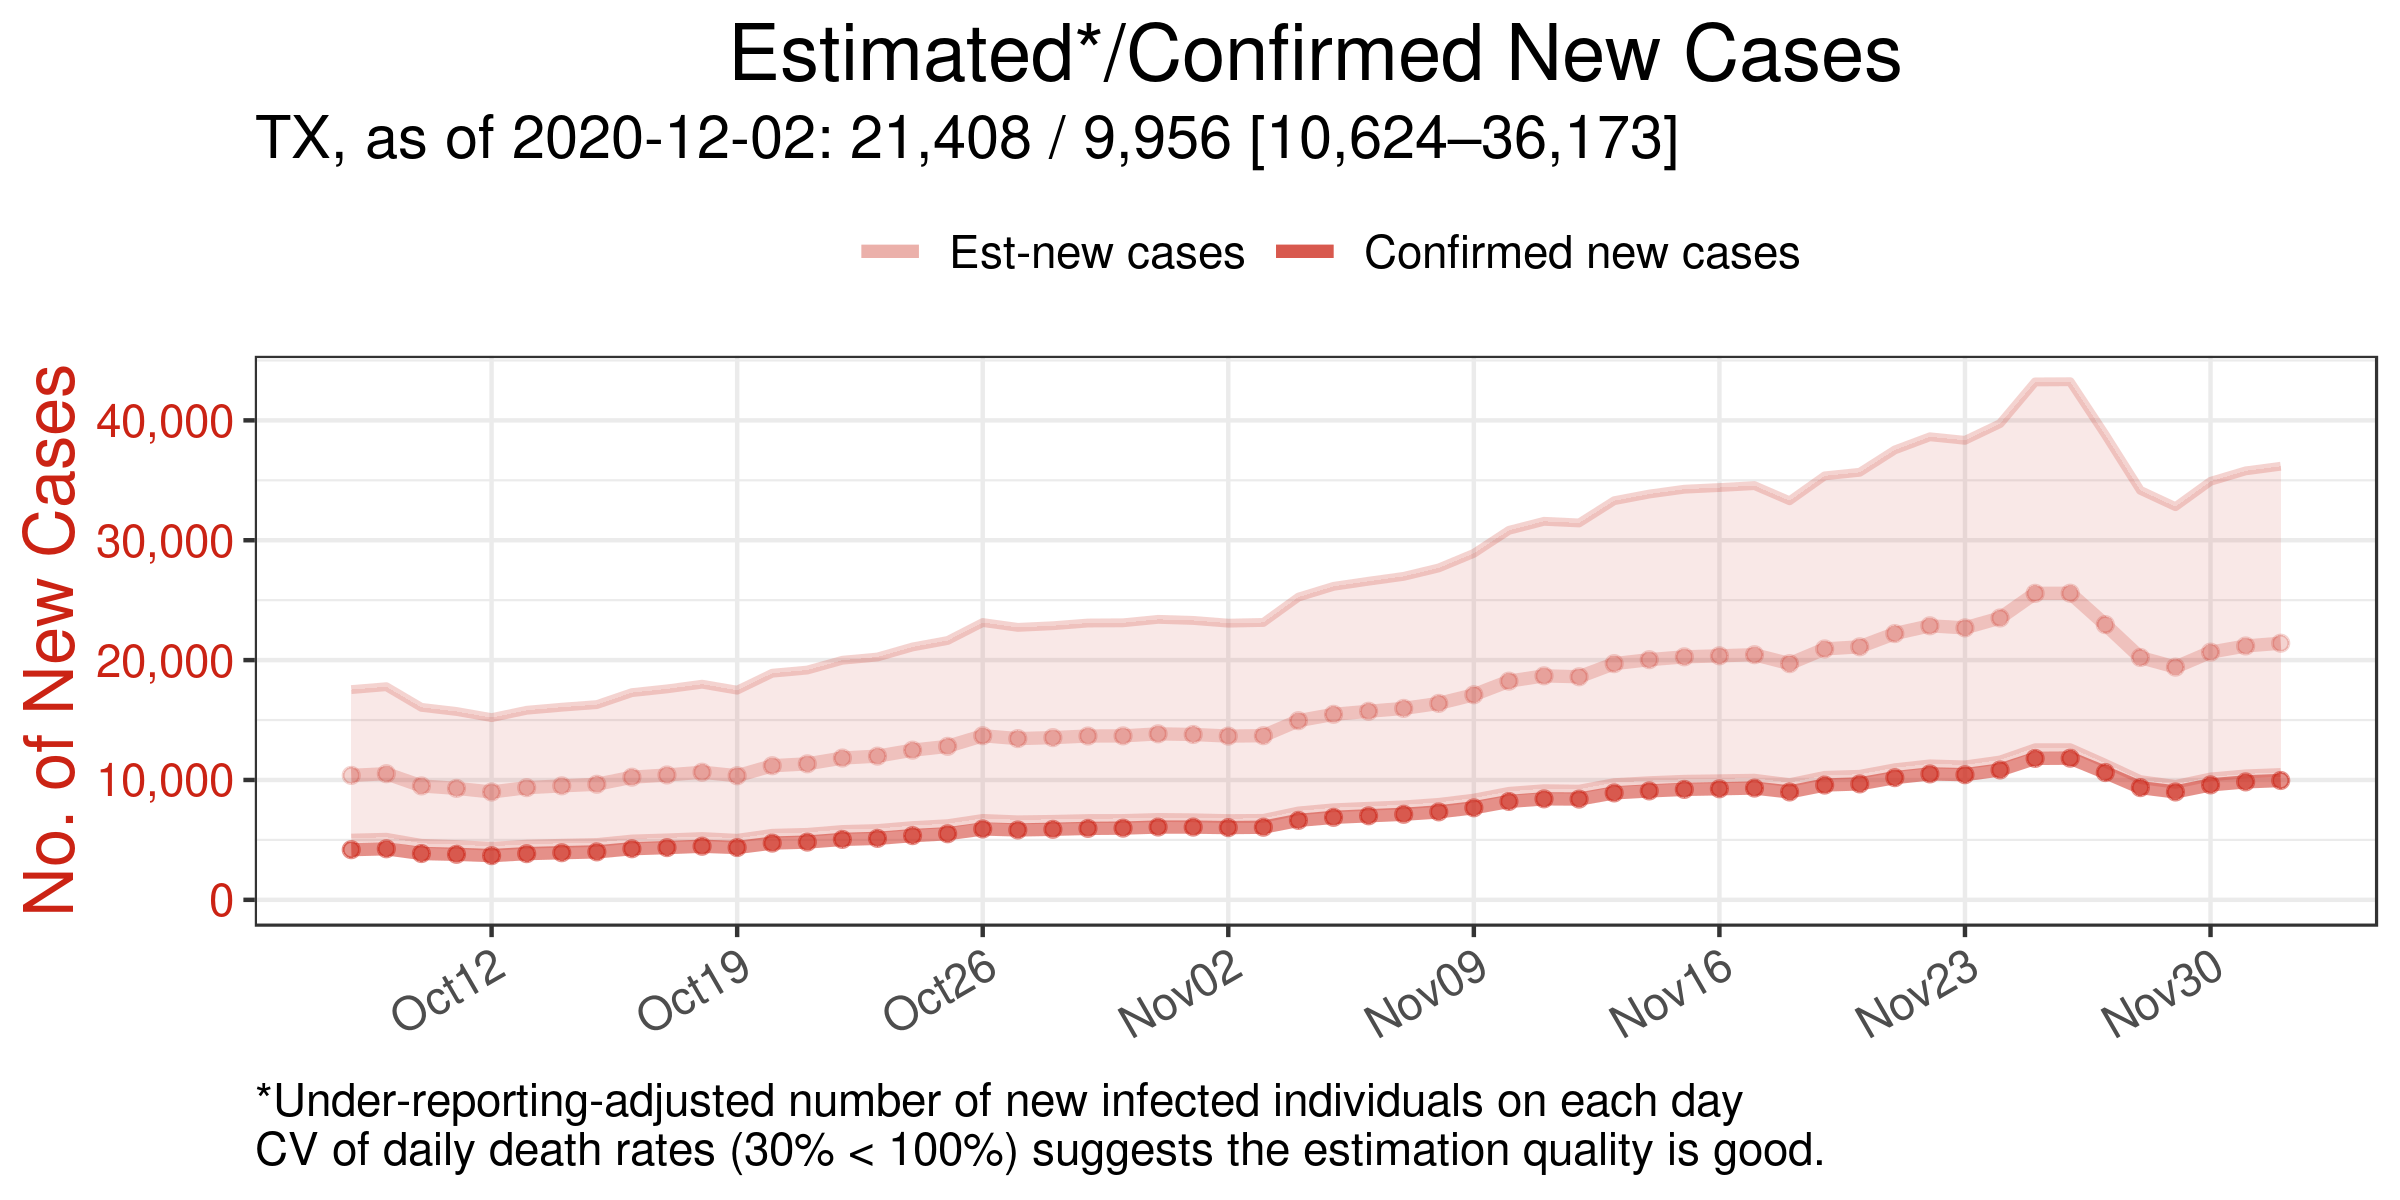 Estimated*/Confirmed New Cases
TX, as of 2020-12-02: 21,408 / 9,956 [10,624–36,173]
Est-new cases Confirmed new cases
No. of New Cases
40,000
30,000
20,000
10,000
0
Oct12 Oct19 Oct26 Nov02 Nov09 Nov16 Nov23 Nov30
*Under-reporting-adjusted number of new infected individuals on each day
CV of daily death rates (30% < 100%) suggests the estimation quality is good.